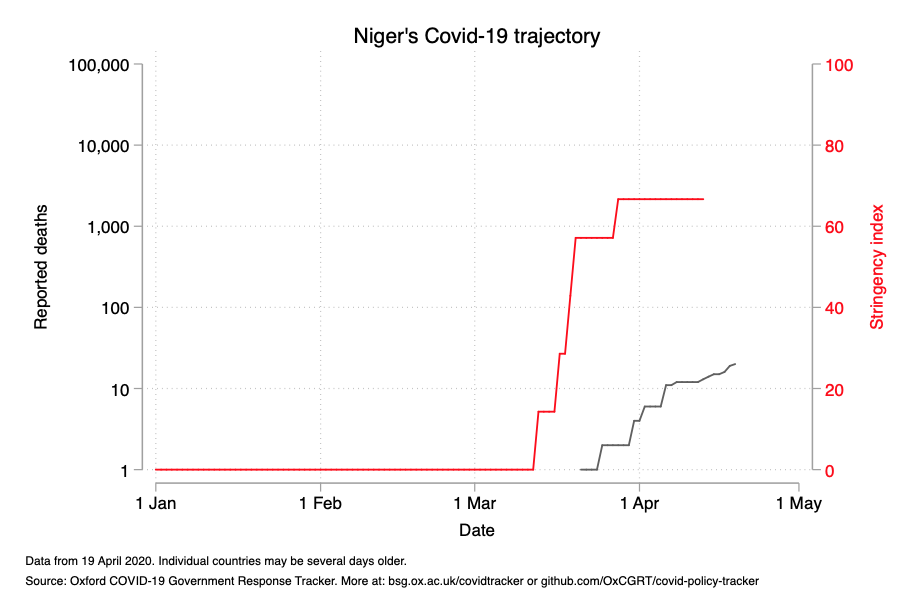 Niger's Covid-19 trajectory
100,000
10,000
1,000
100
10
1
Reported deaths
100
80
60
40
20
0
Stringency index
1 Jan
1 Feb
1 Mar
1 Apr
1 May
Date
Data from 19 April 2020. Individual countries may be several days older.
Source: Oxford COVID-19 Government Response Tracker. More at: bsg.ox.ac.uk/covidtracker or github.com/OxCGRT/covid-policy-tracker